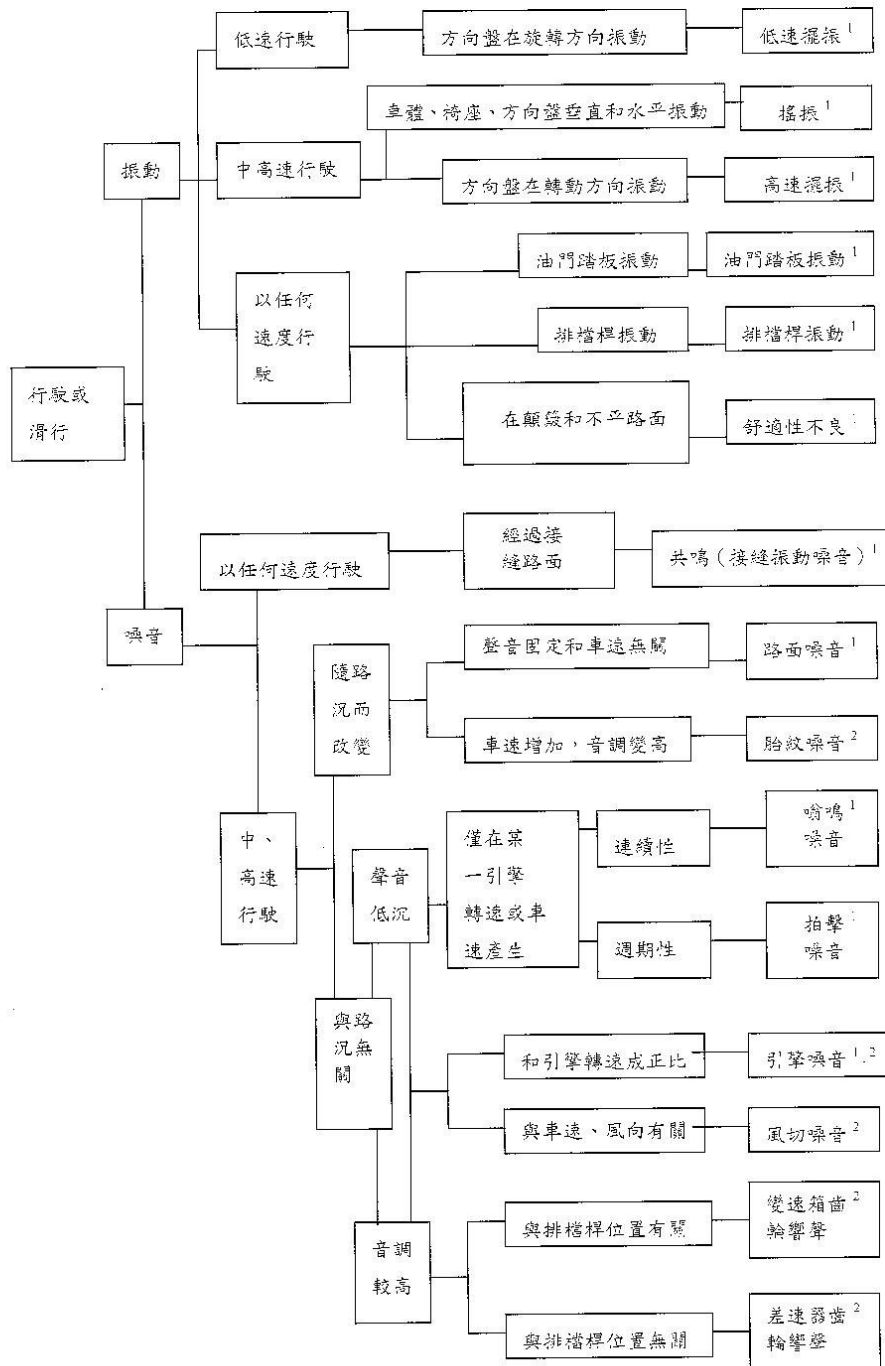 低速行駛
方向盤在旋轉方向振動
低速擺振1
車體、椅座、方向盤垂直和水平振動
搖振1
振動
中高速行駛
方向盤在轉動方向振動
高速擺振1
油門踏板振動
油門踏板振動1
以任何
速度行
駛
排檔桿振動
排檔桿振動1
行駛或
滑行
在顛簸和不平路面
舒適性不良1
經過接
縫路面
以任何速度行駛
共鳴(接縫振動噪音)1
噪音
聲音固定和車速無關
路面噪音1
隨路
況而
改變
車速增加,音調變高
胎紋噪音2
中、
高速
行駛
聲音
低沉
僅在某
一引擎
轉速或車
速產生
連續性
嗡鳴1
噪音
週期性
拍擊1
噪音
與路
況無
關
和引擎轉速成正比
引擎噪音1.2
與車速、風向有關
風切噪音2
音調
較高
與排檔桿位置有關
變速箱齒2
輪響聲
與排檔桿位置無關
差速器齒2
輪響聲